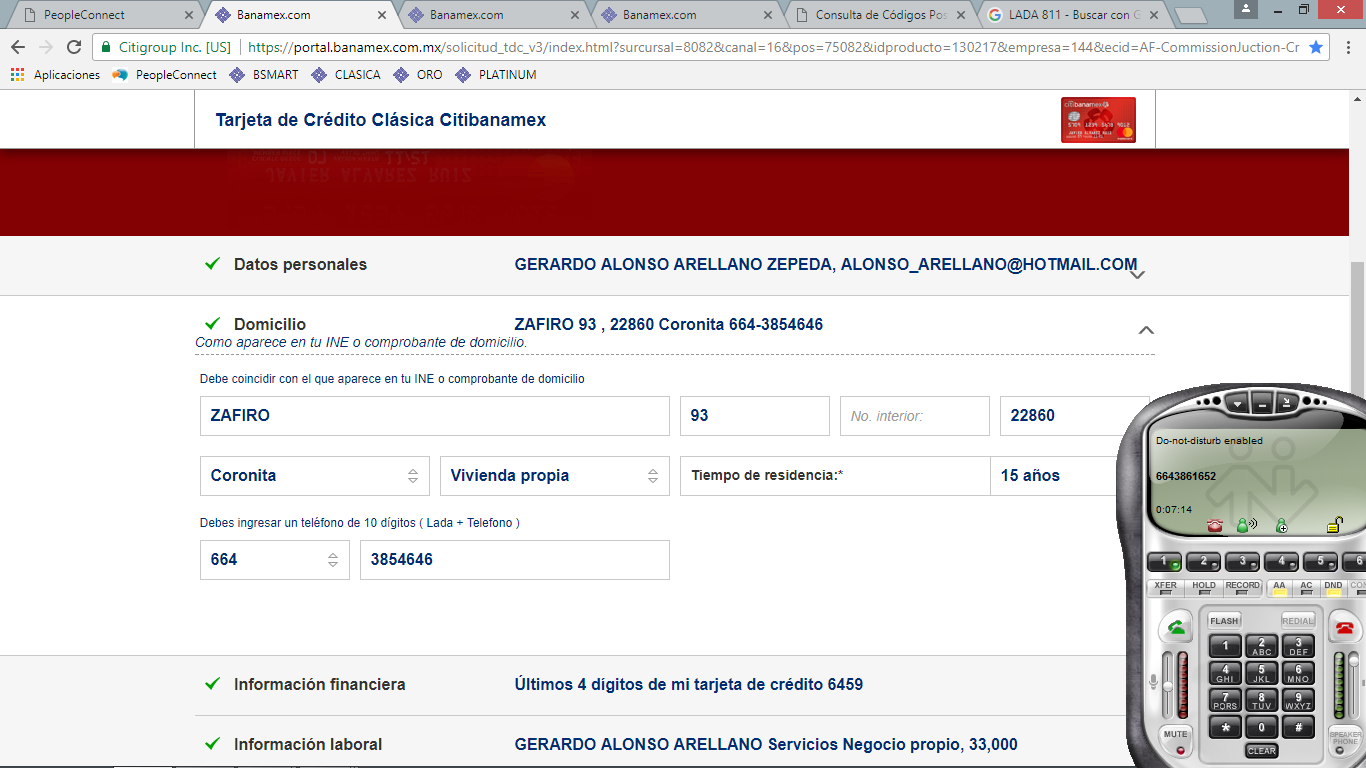 PeopleConnect
Banamex.com
Banamex.com
Banamex.com
Consulta de Códigos Pos
LADA 811 - Buscar con G
Citigroup Inc. [US]
https://portal.banamex.com.mx/solicitud_tdc_v3/index.html?surcursal=8082&canal=16&pos=75082&idproducto=130217&empresa=144&ecid=AF-CommissionJuction-Cr
Aplicaciones PeopleConnect BSMART CLASICA ORO PLATINUM
Tarjeta de Crédito Clásica Citibanamex
citibanamex
JAVIER ALVAREZ RUIZ
11/21
JAVIER ALVAREZ RUIZ
Datos personales GERARDO ALONSO ARELLANO ZEPEDA, ALONSO_ARELLANO@HOTMAIL.COM
Domicilio ZAFIRO 93 , 22860 Coronita 664-3854646
Como aparece en tu INE o comprobante de domicilio.
Debe coincidir con el que aparece en tu INE o comprobante de domicilio
ZAFIRO 93 No. interior: 22860
Coronita Vivienda propia Tiempo de residencia:* 15 años
Debes ingresar un teléfono de 10 dígitos ( Lada + Telefono )
664 3854646
Información financiera Últimos 4 dígitos de mi tarjeta de crédito 6459
Información laboral GERARDO ALONSO ARELLANO Servicios Negocio propio, 33,000
Do-not-disturb enabled
6643861652
0:07:14
1 2 3 4 5 6
XFER HOLD RECORD AA AC DND
FLASH REDIAL
1 2 ABC 3 DEF
4 GHI 5 JKL 6 MNO
7 PQRS 8 TUV 9 WXYZ
* 0 #
MUTE CLEAR SPEAKER PHONE